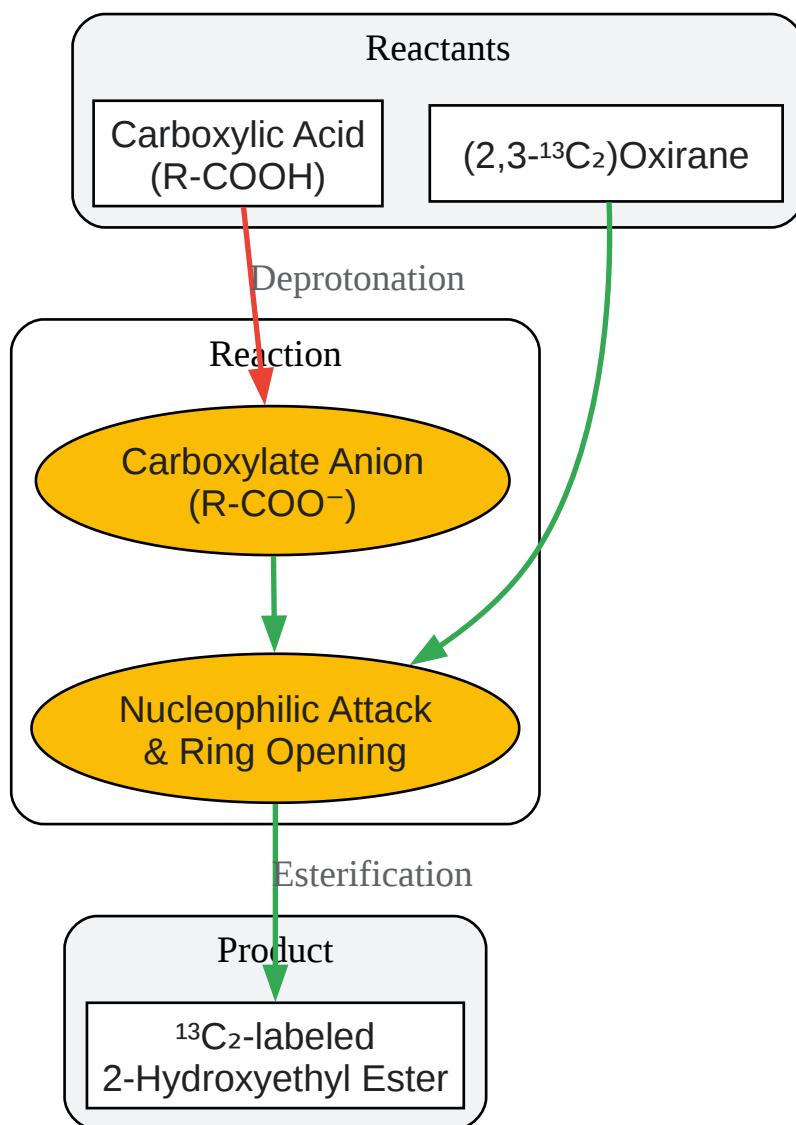 Reactants
Carboxylic Acid
(R-COOH)
(2,3-¹³C₂)Oxirane
Deprotonation
Reaction
Carboxylate Anion
(R-COO⁻)
Nucleophilic Attack
& Ring Opening
Esterification
Product
¹³C₂-labeled
2-Hydroxyethyl Ester